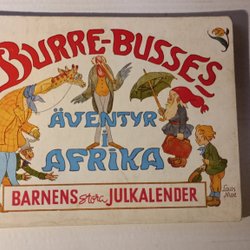 BURRE-BUSSES
ÄVENTYR
i
AFRIKA
BARNENS stora JULKALENDER